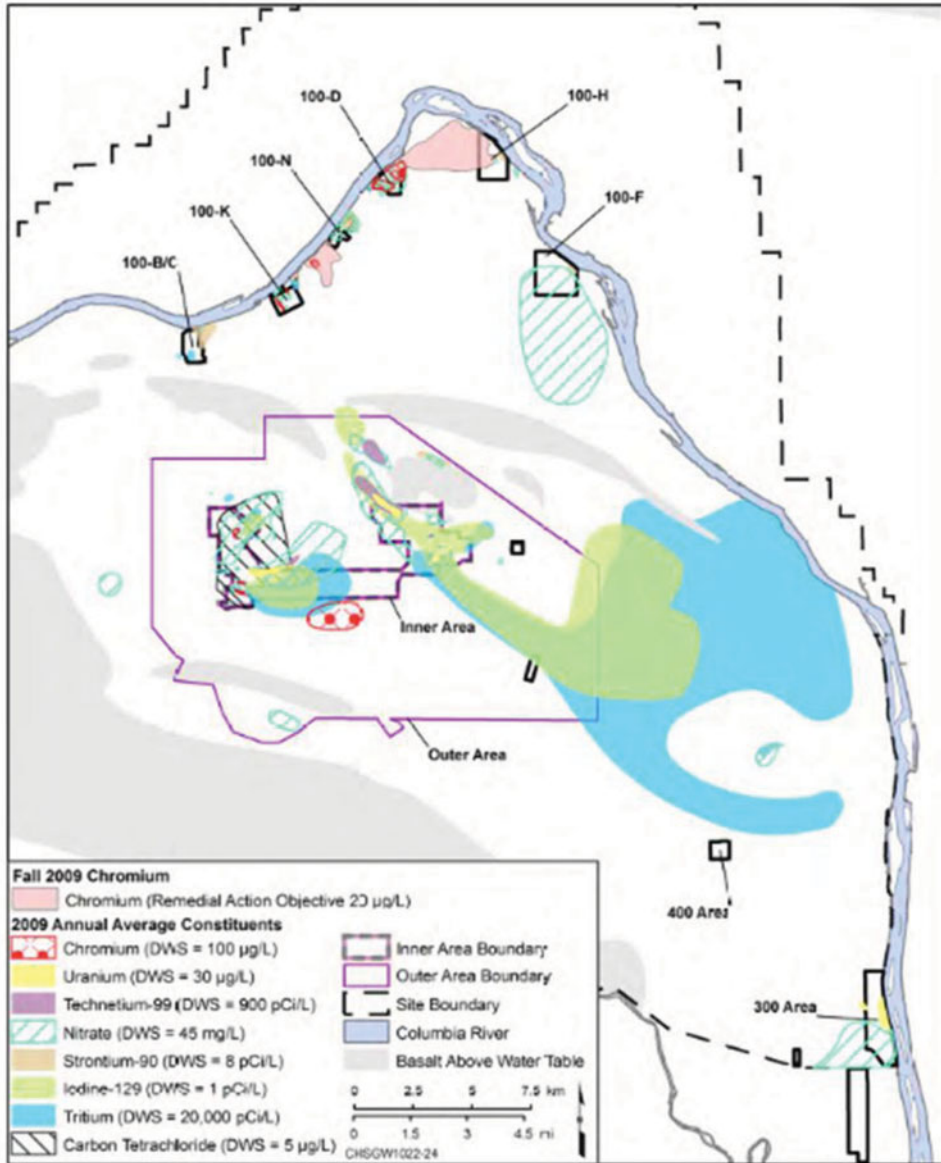 100-D
100-H
100-N
100-K
100-F
100-B/C
Inner Area
Outer Area
400 Area
300 Area
Fall 2009 Chromium
Chromium (Remedial Action Objective 20 µg/L)
2009 Annual Average Constituents
Chromium (DWS = 100 µg/L)
Uranium (DWS = 30 µg/L)
Technetium-99 (DWS = 900 pCi/L)
Nitrate (DWS = 45 mg/L)
Strontium-90 (DWS = 8 pCi/L)
Iodine-129 (DWS = 1 pCi/L)
Tritium (DWS = 20,000 pCi/L)
Carbon Tetrachloride (DWS = 5 µg/L)
Inner Area Boundary
Outer Area Boundary
Site Boundary
Columbia River
Basalt Above Water Table
0 2.5 5 7.5 km
0 1.5 3 4.5 mi
CHSGW1022-24